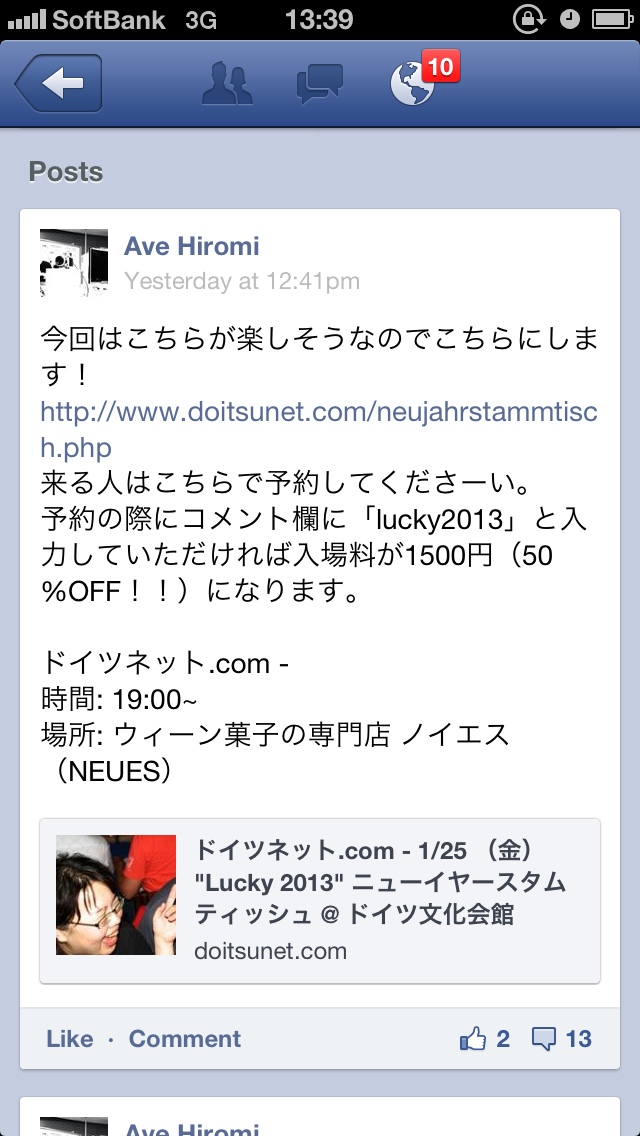 SoftBank 3G 13:39
10
Posts
Ave Hiromi
Yesterday at 12:41pm
今回はこちらが楽しそうなのでこちらにしま
す！
http://www.doitsunet.com/neujahrstammtisc
h.php
来る人はこちらで予約してくださーい。
予約の際にコメント欄に「lucky2013」と入
力していただければ入場料が1500円（50
%OFF！！）になります。
ドイツネット.com -
時間: 19:00~
場所: ウィーン菓子の専門店 ノイエス
（NEUES）
ドイツネット.com - 1/25 （金）
"Lucky 2013" ニューイヤースタム
ティッシュ @ ドイツ文化会館
doitsunet.com
Like · Comment 2 13
Ave Hiromi